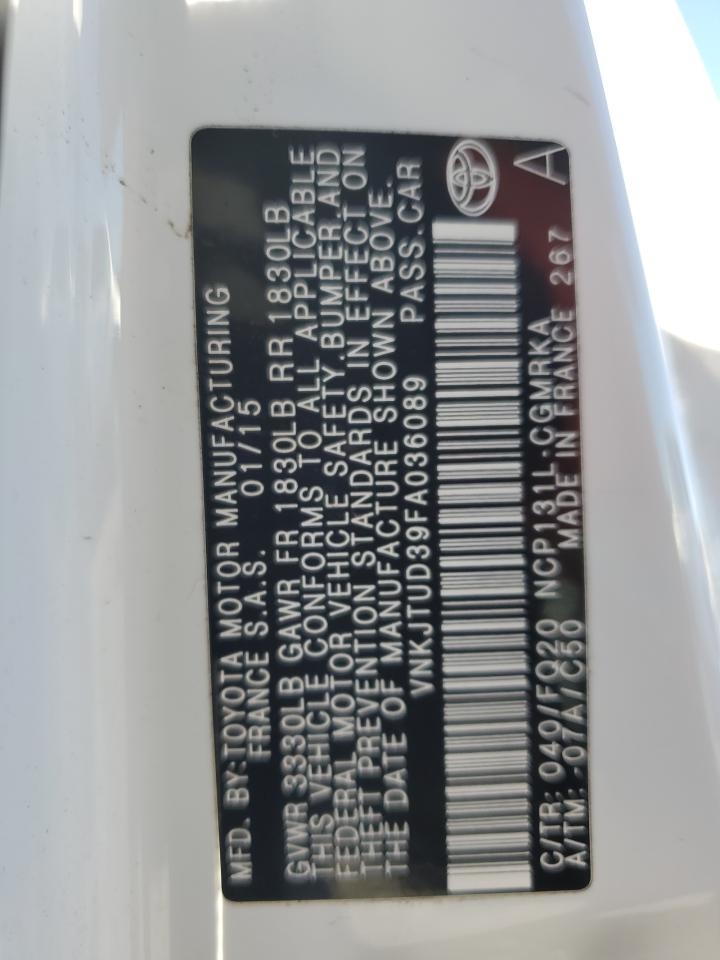 MFD. BY:TOYOTA MOTOR MANUFACTURING
FRANCE S.A.S. 01/15
GVWR 3330LB GAWR FR 1830LB RR 1830LB
THIS VEHICLE CONFORMS TO ALL APPLICABLE
FEDERAL MOTOR VEHICLE SAFETY,BUMPER,AND
THEFT PREVENTION STANDARDS IN EFFECT ON
THE DATE OF MANUFACTURE SHOWN ABOVE.
VNKJTUD39FA036089 PASS.CAR
C/TR: 040/FQ20 NCP131L-CGMRKA
A/TM: -07A/C50 MADE IN FRANCE 267
A